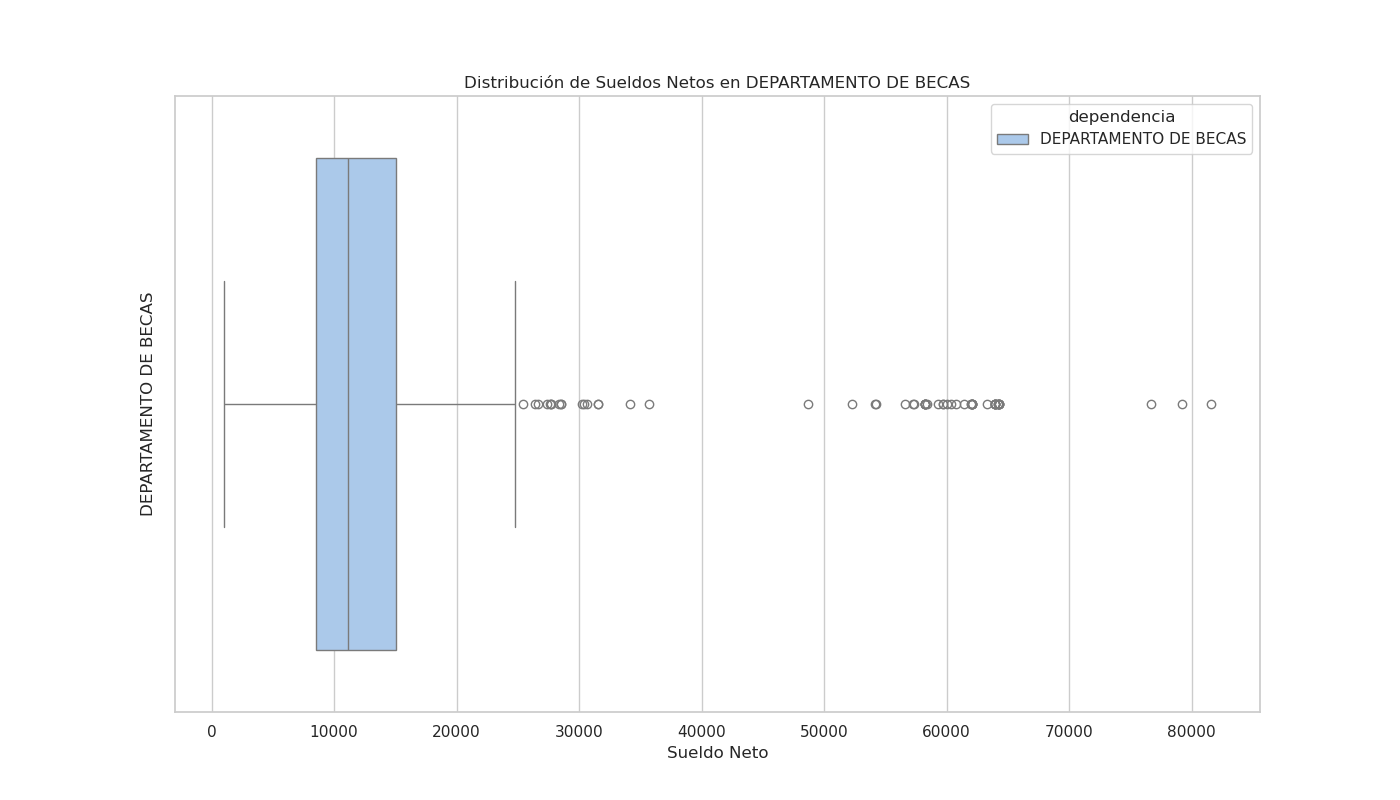 Distribución de Sueldos Netos en DEPARTAMENTO DE BECAS
dependencia
DEPARTAMENTO DE BECAS
DEPARTAMENTO DE BECAS
0 10000 20000 30000 40000 50000 60000 70000 80000
Sueldo Neto